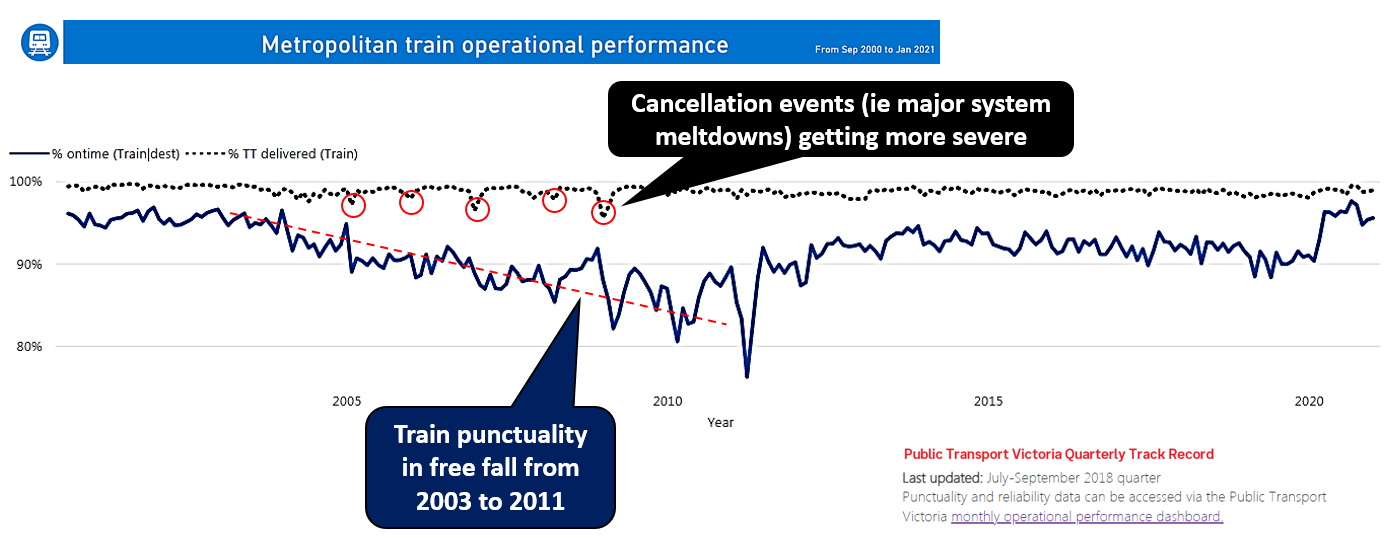 Metropolitan train operational performance
From Sep 2000 to Jan 2021
Cancellation events (ie major system
meltdowns) getting more severe
% ontime (Train|dest)
% TT delivered (Train)
100%
90%
80%
2005
2010
2015
2020
Year
Train punctuality
in free fall from
2003 to 2011
Public Transport Victoria Quarterly Track Record
Last updated: July-September 2018 quarter
Punctuality and reliability data can be accessed via the Public Transport
Victoria monthly operational performance dashboard.